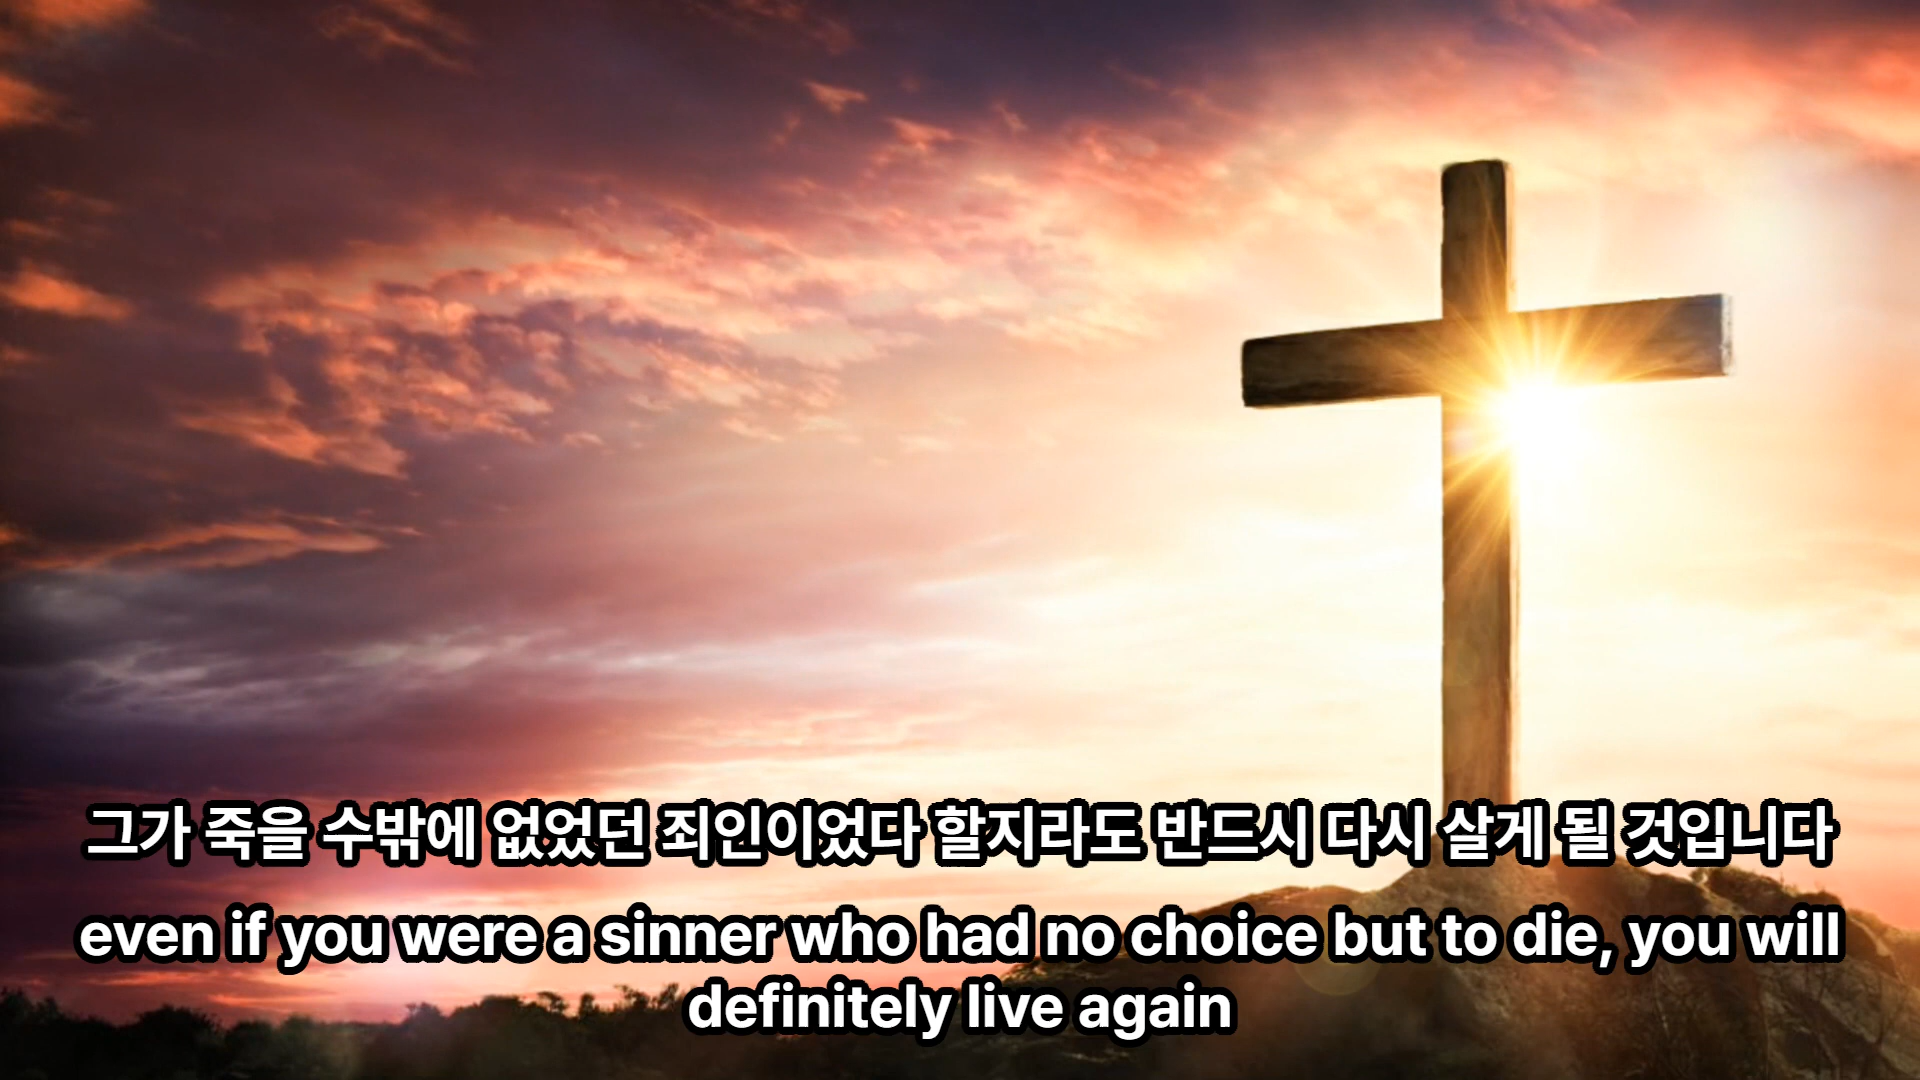 그가 죽을 수밖에 없었던 죄인이었다 할지라도 반드시 다시 살게 될 것입니다
even if you were a sinner who had no choice but to die, you will
definitely live again